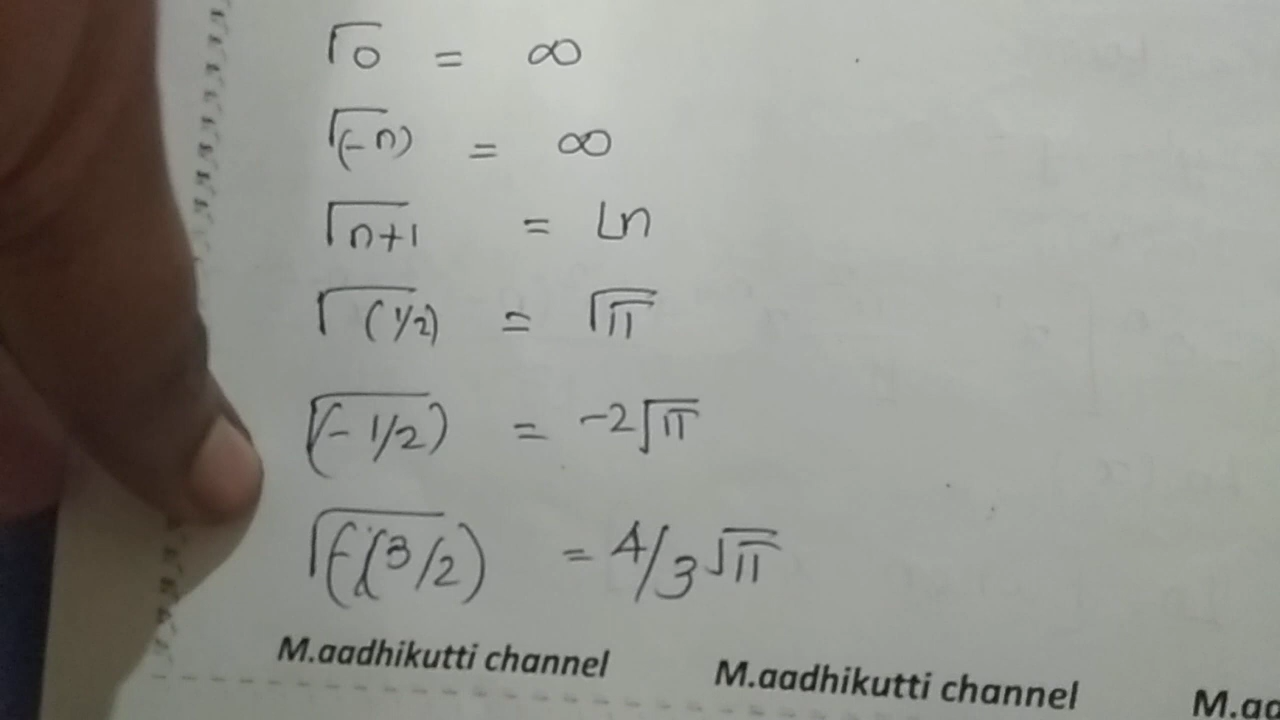 Γ0 = ∞
Γ(-n) = ∞
Γn+1 = Ln
Γ(1/2) = √π
Γ(-1/2) = -2√π
Γ(-(3/2) = 4/3 √π
M.aadhikutti channel M.aadhikutti channel